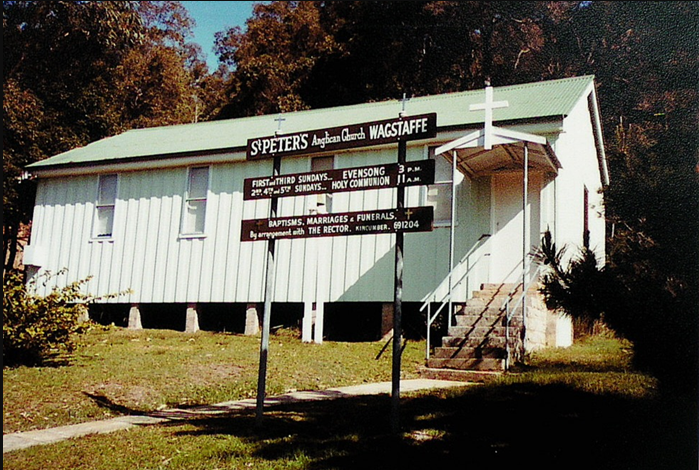 St PETER'S Anglican Church WAGSTAFFE
FIRST & THIRD SUNDAYS... EVENSONG 3 P.M.
2ND, 4TH & 5TH SUNDAYS... HOLY COMMUNION 11 A.M.
BAPTISMS, MARRIAGES & FUNERALS,
By arrangement with THE RECTOR, KINCUMBER. 691204